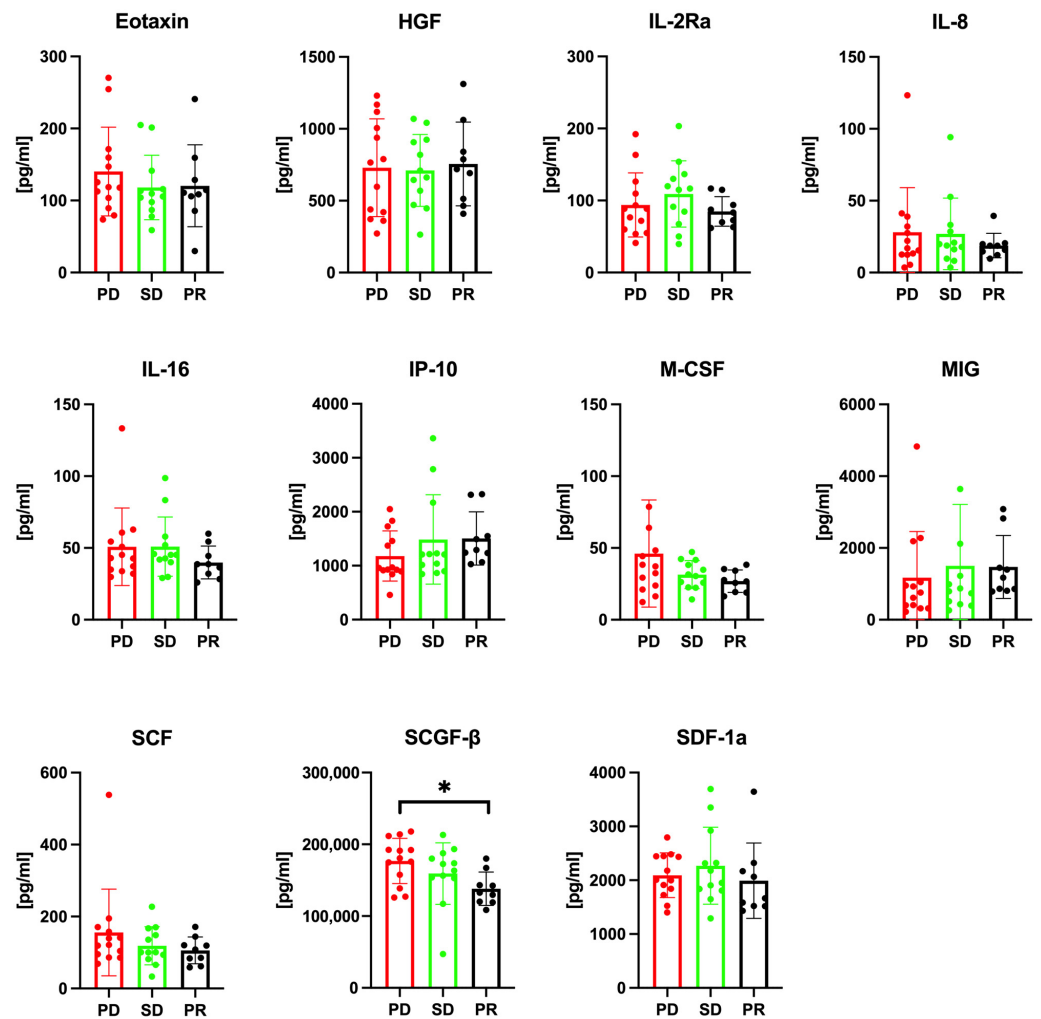 Eotaxin HGF IL-2Ra IL-8
300 1500 300 150
200 1000 200 100
[pg/ml] [pg/ml] [pg/ml] [pg/ml]
100 500 100 50
0 0 0 0
PD SD PR PD SD PR PD SD PR PD SD PR
IL-16 IP-10 M-CSF MIG
150 4000 150 6000
3000
100 100 4000
[pg/ml] [pg/ml] [pg/ml] [pg/ml]
2000
50 50 2000
1000
0 0 0 0
PD SD PR PD SD PR PD SD PR PD SD PR
SCF SCGF-β SDF-1a
600 300,000 4000
*
3000
400 200,000
[pg/ml] [pg/ml] [pg/ml]
2000
200 100,000
1000
0 0 0
PD SD PR PD SD PR PD SD PR